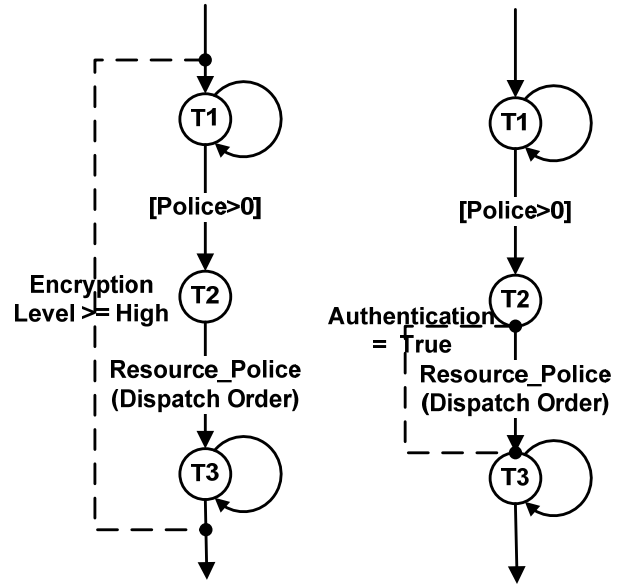 T1
[Police>0]
T2
Encryption
Level >= High
Resource_Police
(Dispatch Order)
T3
T1
[Police>0]
T2
Authentication
= True
Resource_Police
(Dispatch Order)
T3